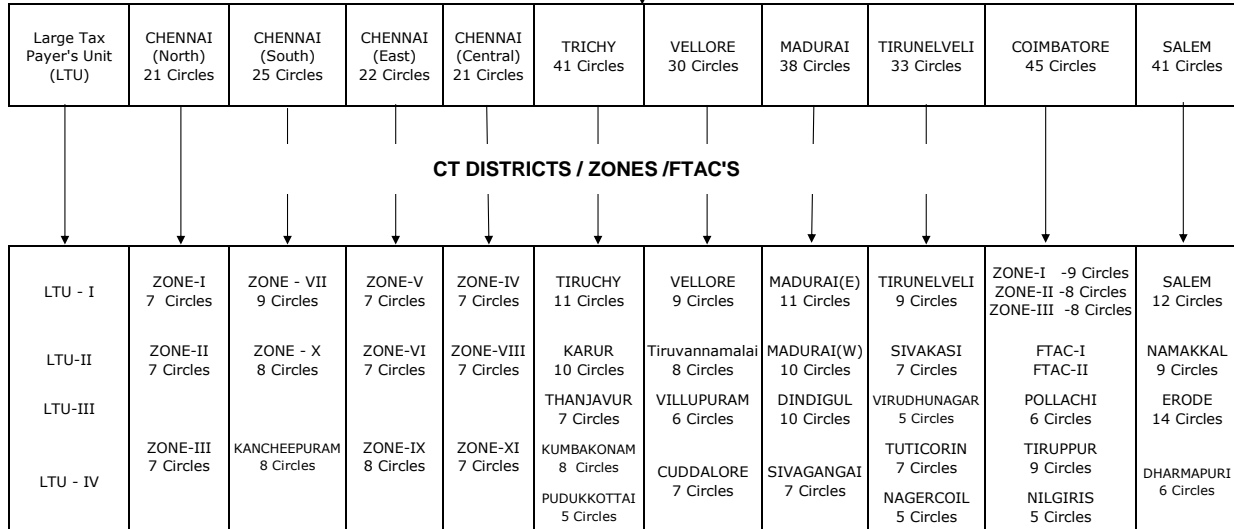 Large Tax
Payer's Unit
(LTU)
CHENNAI
(North)
21 Circles
CHENNAI
(South)
25 Circles
CHENNAI
(East)
22 Circles
CHENNAI
(Central)
21 Circles
TRICHY
41 Circles
VELLORE
30 Circles
MADURAI
38 Circles
TIRUNELVELI
33 Circles
COIMBATORE
45 Circles
SALEM
41 Circles
CT DISTRICTS / ZONES /FTAC'S
LTU - I
LTU-II
LTU-III
LTU - IV
ZONE-I
7 Circles
ZONE-II
7 Circles
ZONE-III
7 Circles
ZONE - VII
9 Circles
ZONE - X
8 Circles
KANCHEEPURAM
8 Circles
ZONE-V
7 Circles
ZONE-VI
7 Circles
ZONE-IX
8 Circles
ZONE-IV
7 Circles
ZONE-VIII
7 Circles
ZONE-XI
7 Circles
TIRUCHY
11 Circles
KARUR
10 Circles
THANJAVUR
7 Circles
KUMBAKONAM
8 Circles
PUDUKKOTTAI
5 Circles
VELLORE
9 Circles
Tiruvannamalai
8 Circles
VILLUPURAM
6 Circles
CUDDALORE
7 Circles
MADURAI(E)
11 Circles
MADURAI(W)
10 Circles
DINDIGUL
10 Circles
SIVAGANGAI
7 Circles
TIRUNELVELI
9 Circles
SIVAKASI
7 Circles
VIRUDHUNAGAR
5 Circles
TUTICORIN
7 Circles
NAGERCOIL
5 Circles
ZONE-I -9 Circles
ZONE-II -8 Circles
ZONE-III -8 Circles
FTAC-I
FTAC-II
POLLACHI
6 Circles
TIRUPPUR
9 Circles
NILGIRIS
5 Circles
SALEM
12 Circles
NAMAKKAL
9 Circles
ERODE
14 Circles
DHARMAPURI
6 Circles